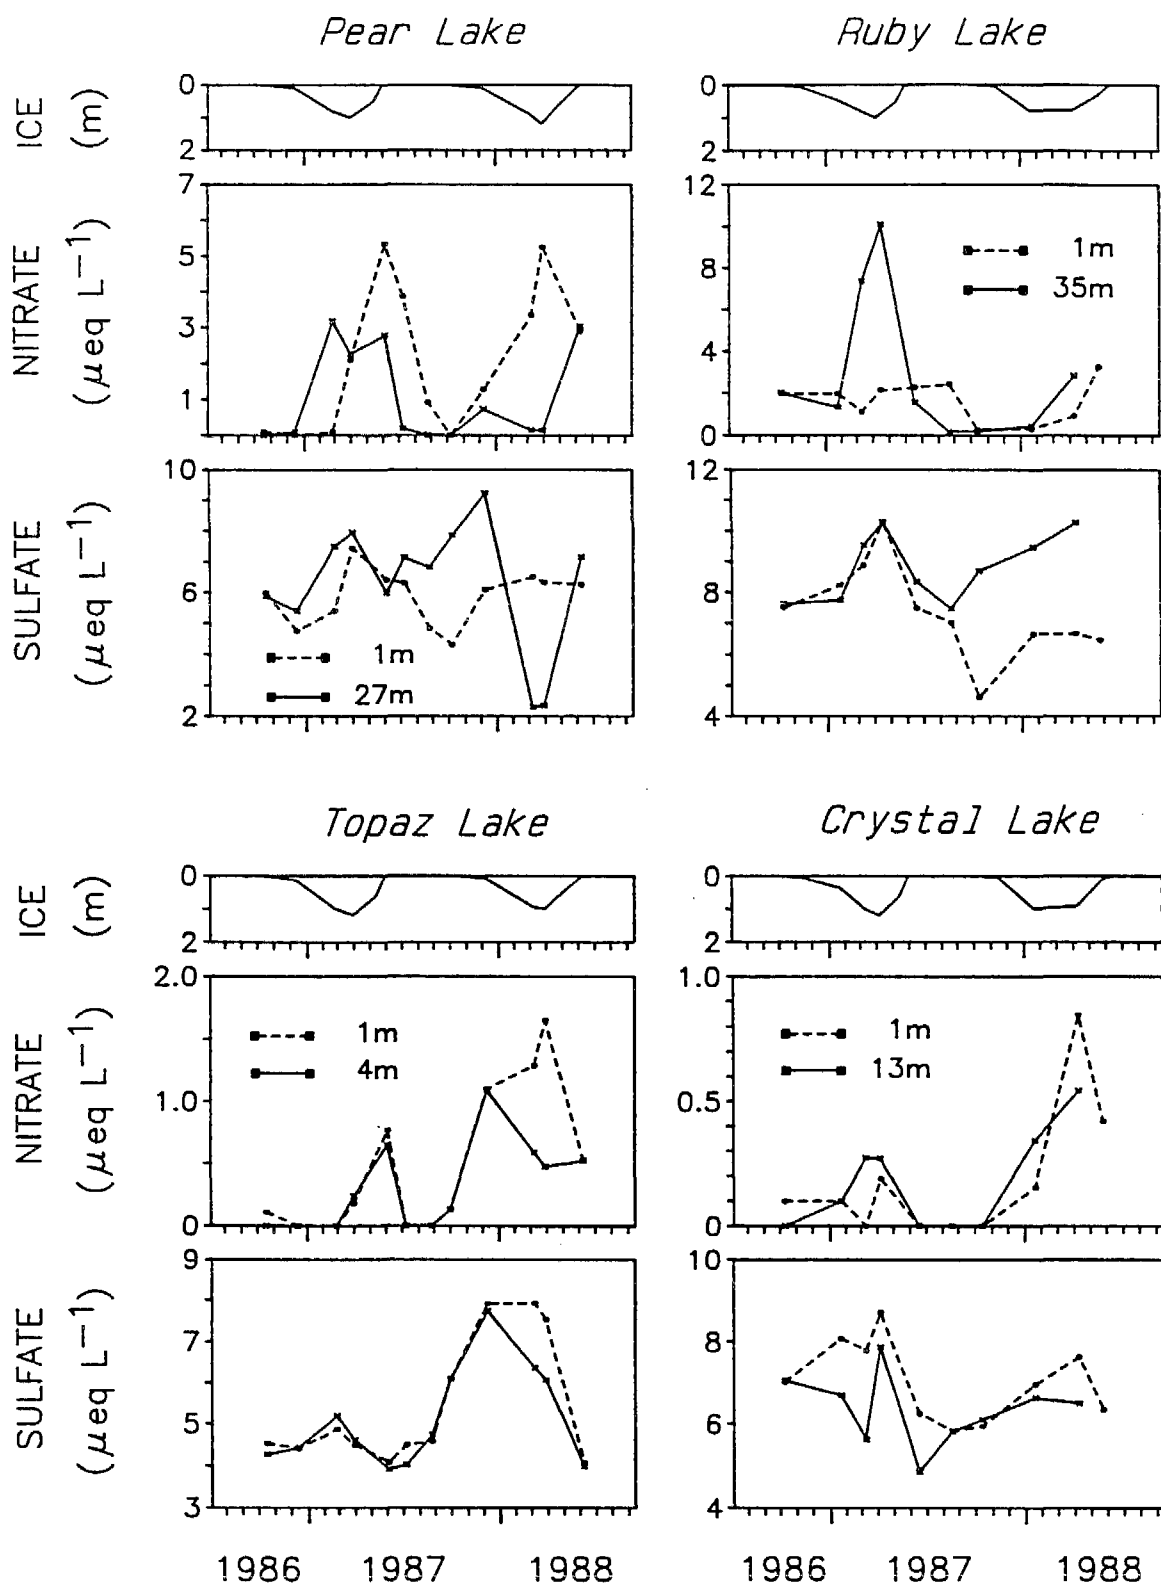 Pear Lake
Ruby Lake
ICE
(m)
0
2
0
2
NITRATE
(μeq L−1)
7
5
3
1
12
8
4
0
1m
35m
SULFATE
(μeq L−1)
10
6
2
1m
27m
12
8
4
Topaz Lake
Crystal Lake
ICE
(m)
0
2
0
2
NITRATE
(μeq L−1)
2.0
1.0
0
1m
4m
1.0
0.5
0
1m
13m
SULFATE
(μeq L−1)
9
7
5
3
10
8
6
4
1986 1987 1988
1986 1987 1988